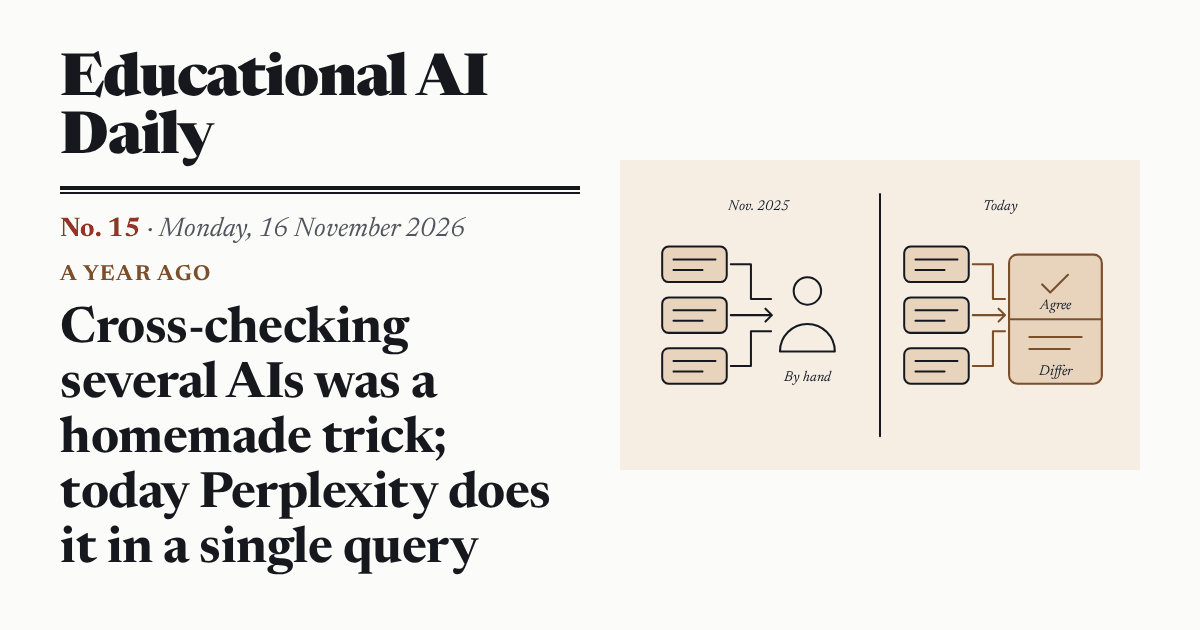 Educational AI
Daily
No. 15 · Monday, 16 November 2026
A YEAR AGO
Cross-checking
several AIs was a
homemade trick;
today Perplexity does
it in a single query
Nov. 2025
By hand
Today
Agree
Differ